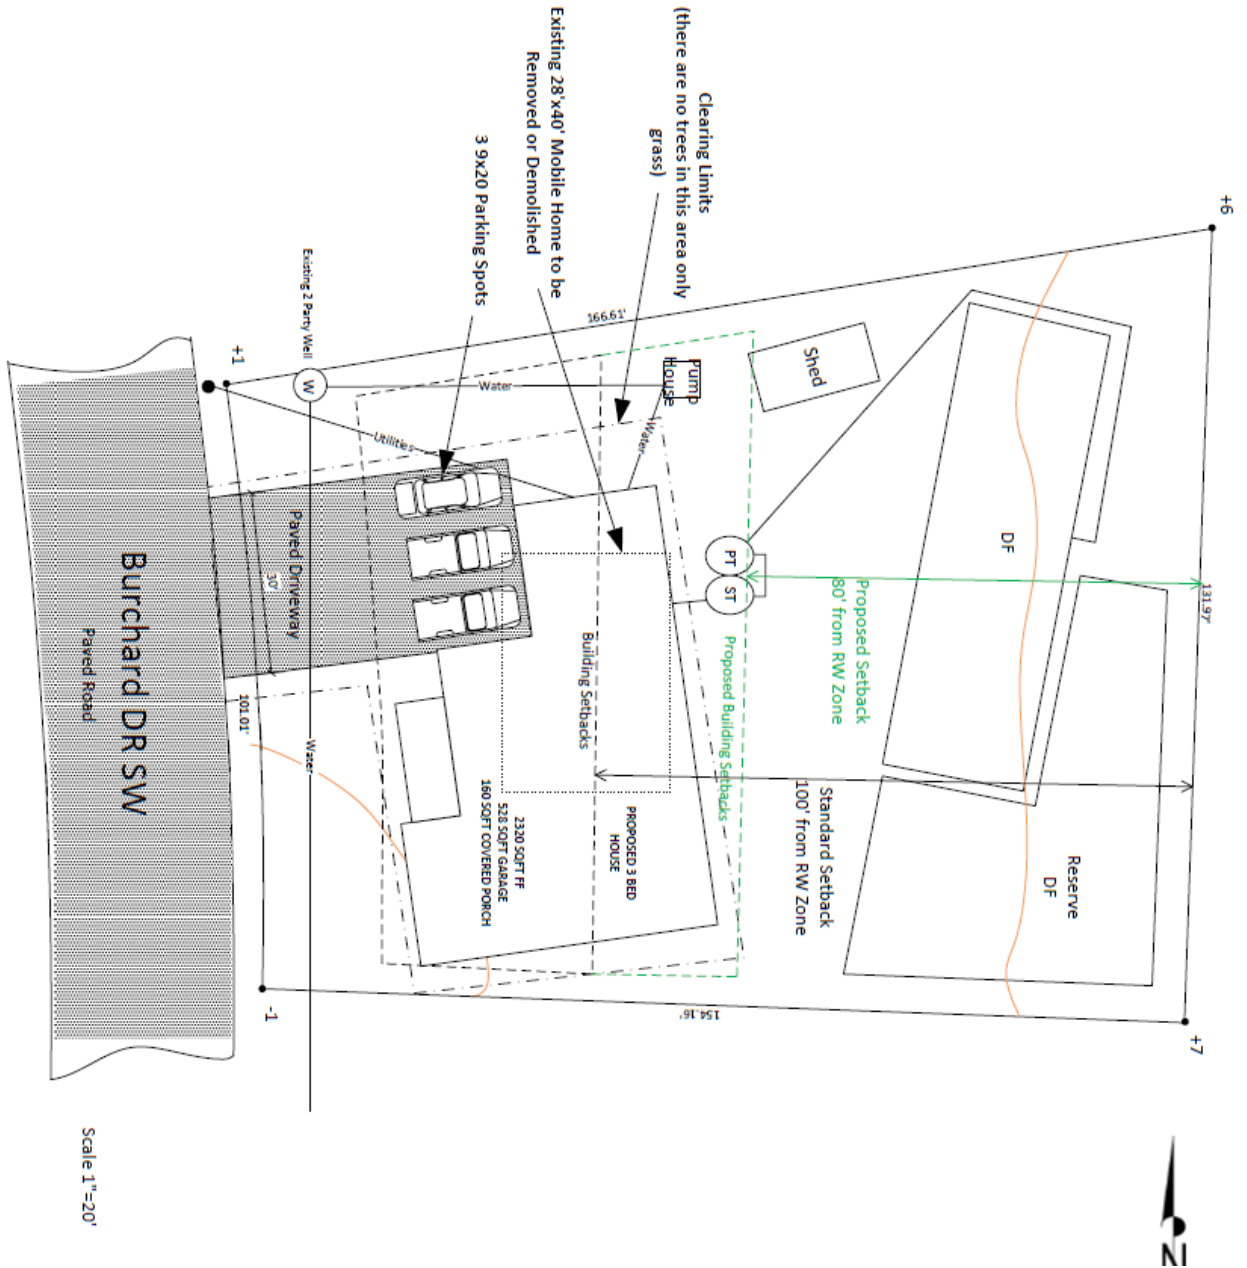 +6
(there are no trees in this area only
grass)
Clearing Limits
Existing 28'x40' Mobile Home to be
Removed or Demolished
3 9x20 Parking Spots
Existing 2 Party Well
+1
W
166.61'
Water
Utilities
Water
Pump
House
Shed
DF
131.97'
PT
ST
Proposed Setback
80' from RW Zone
Proposed Building Setbacks
Building Setbacks
Standard Setback
100' from RW Zone
Reserve
DF
PROPOSED 3 BED
HOUSE
2320 SQFT FF
528 SQFT GARAGE
160 SQFT COVERED PORCH
Paved Driveway
30'
101.01'
Water
Burchard DR SW
Paved Road
154.16'
-1
+7
Scale 1"=20'
N